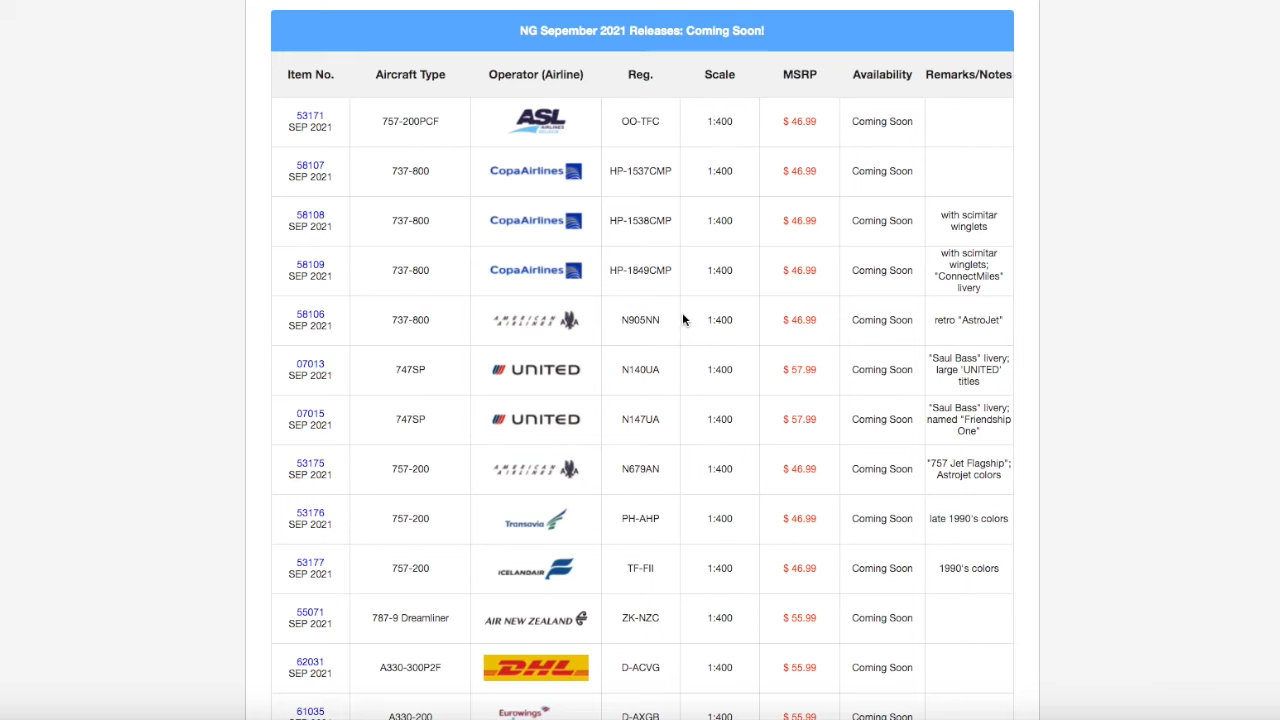 NG Sepember 2021 Releases: Coming Soon!
Item No. Aircraft Type Operator (Airline) Reg. Scale MSRP Availability Remarks/Notes
53171 SEP 2021 757-200PCF ASL AIRLINES BELGIUM OO-TFC 1:400 $ 46.99 Coming Soon
58107 SEP 2021 737-800 CopaAirlines HP-1537CMP 1:400 $ 46.99 Coming Soon
58108 SEP 2021 737-800 CopaAirlines HP-1538CMP 1:400 $ 46.99 Coming Soon with scimitar winglets
58109 SEP 2021 737-800 CopaAirlines HP-1849CMP 1:400 $ 46.99 Coming Soon with scimitar winglets; "ConnectMiles" livery
58106 SEP 2021 737-800 AMERICAN AIRLINES N905NN 1:400 $ 46.99 Coming Soon retro "AstroJet"
07013 SEP 2021 747SP UNITED N140UA 1:400 $ 57.99 Coming Soon "Saul Bass" livery; large 'UNITED' titles
07015 SEP 2021 747SP UNITED N147UA 1:400 $ 57.99 Coming Soon "Saul Bass" livery; named "Friendship One"
53175 SEP 2021 757-200 AMERICAN AIRLINES N679AN 1:400 $ 46.99 Coming Soon "757 Jet Flagship"; Astrojet colors
53176 SEP 2021 757-200 Transavia PH-AHP 1:400 $ 46.99 Coming Soon late 1990's colors
53177 SEP 2021 757-200 ICELANDAIR TF-FII 1:400 $ 46.99 Coming Soon 1990's colors
55071 SEP 2021 787-9 Dreamliner AIR NEW ZEALAND ZK-NZC 1:400 $ 55.99 Coming Soon
62031 SEP 2021 A330-300P2F DHL D-ACVG 1:400 $ 55.99 Coming Soon
61035 SEP 2021 A330-200 Eurowings D-AXGB 1:400 $ 55.99 Coming Soon